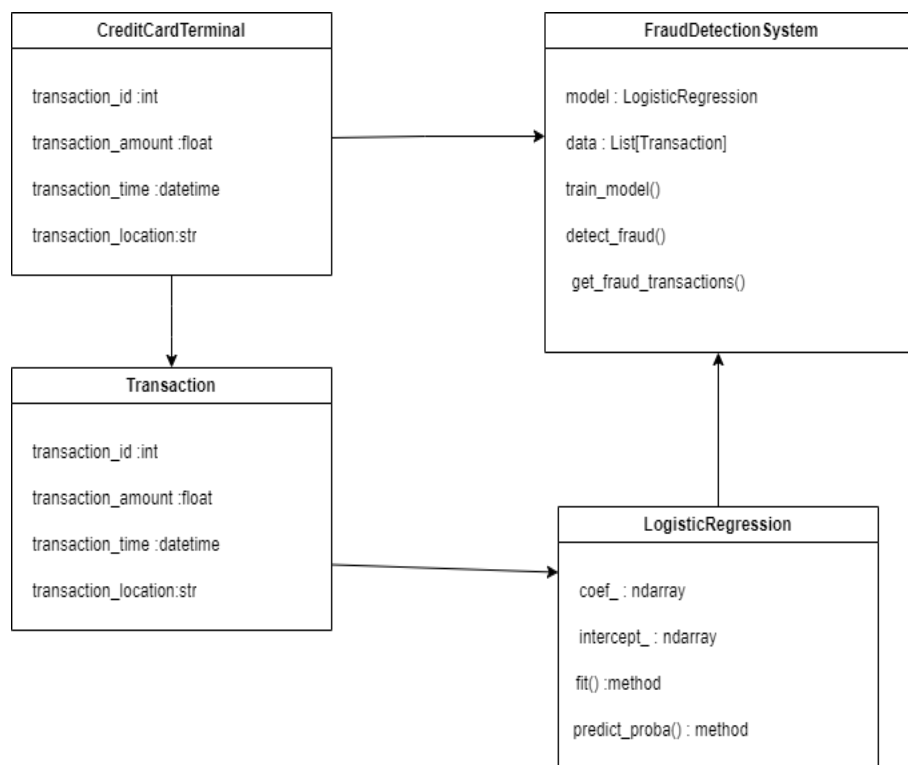 CreditCardTerminal
transaction_id :int
transaction_amount :float
transaction_time :datetime
transaction_location:str
FraudDetectionSystem
model : LogisticRegression
data : List[Transaction]
train_model()
detect_fraud()
get_fraud_transactions()
Transaction
transaction_id :int
transaction_amount :float
transaction_time :datetime
transaction_location:str
LogisticRegression
coef_ : ndarray
intercept_ : ndarray
fit() :method
predict_proba() : method